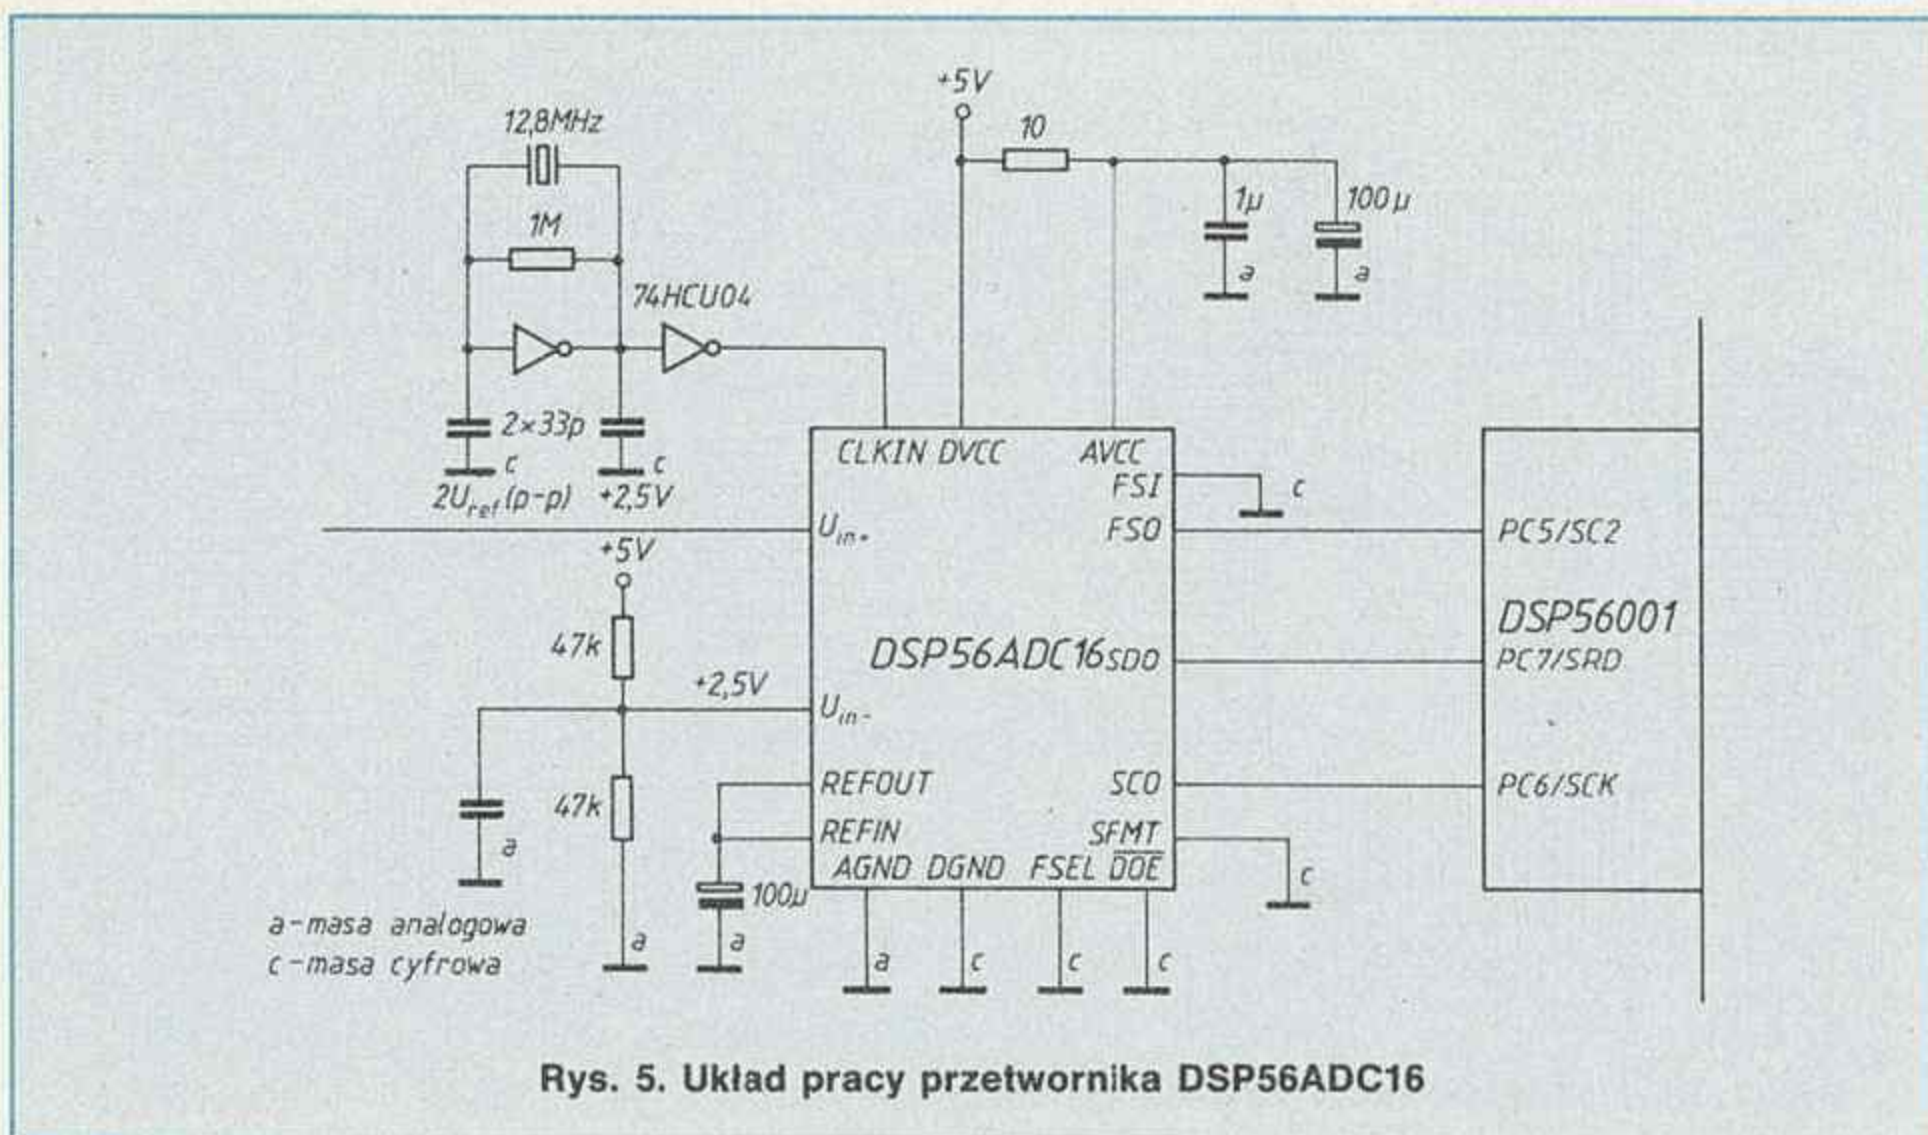 +5V
12,8MHz
10
1M
1µ
100µ
a
a
74HCU04
2×33p
c
c
2U_ref (p-p)
+2,5V
CLKIN
DVCC
AVCC
FSI
c
U_in+
FSO
PC5/SC2
+5V
47k
DSP56001
DSP56ADC16
SDO
PC7/SRD
+2,5V
U_in-
REFOUT
SCO
PC6/SCK
47k
REFIN
SFMT
a
AGND
DGND
FSEL
DOE
100µ
c
a-masa analogowa
a
a
a
c
c
c
c-masa cyfrowa
Rys. 5. Układ pracy przetwornika DSP56ADC16